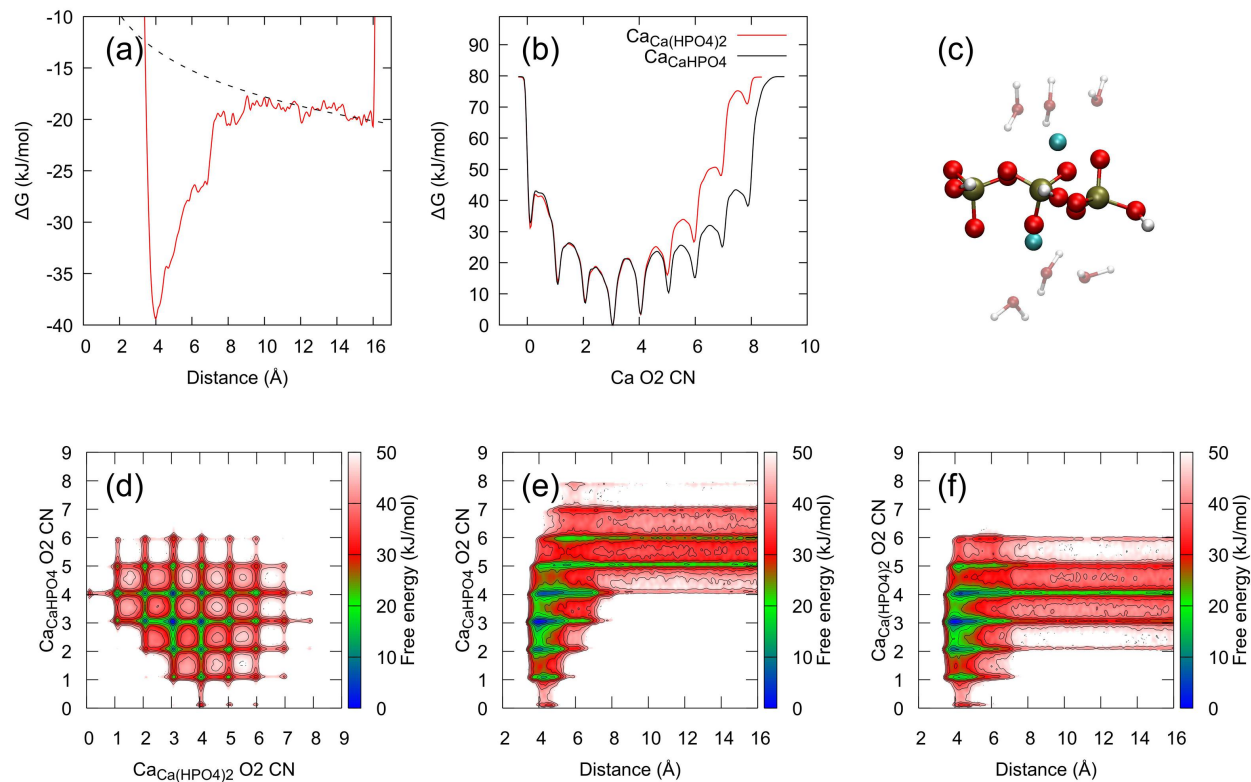 (a)
-10
-15
-20
-25
-30
-35
-40
ΔG (kJ/mol)
0 2 4 6 8 10 12 14 16
Distance (Å)
(b)
CaCa(HPO4)2
CaCaHPO4
90
80
70
60
50
40
30
20
10
0
ΔG (kJ/mol)
-2 0 2 4 6 8 10
Ca O2 CN
(c)
(d)
9
8
7
6
5
4
3
2
1
0
CaCaHPO4 O2 CN
0 1 2 3 4 5 6 7 8 9
CaCa(HPO4)2 O2 CN
50
40
30
20
10
0
Free energy (kJ/mol)
(e)
9
8
7
6
5
4
3
2
1
0
CaCaHPO4 O2 CN
2 4 6 8 10 12 14 16
Distance (Å)
50
40
30
20
10
0
Free energy (kJ/mol)
(f)
9
8
7
6
5
4
3
2
1
0
CaCa(HPO4)2 O2 CN
2 4 6 8 10 12 14 16
Distance (Å)
50
40
30
20
10
0
Free energy (kJ/mol)